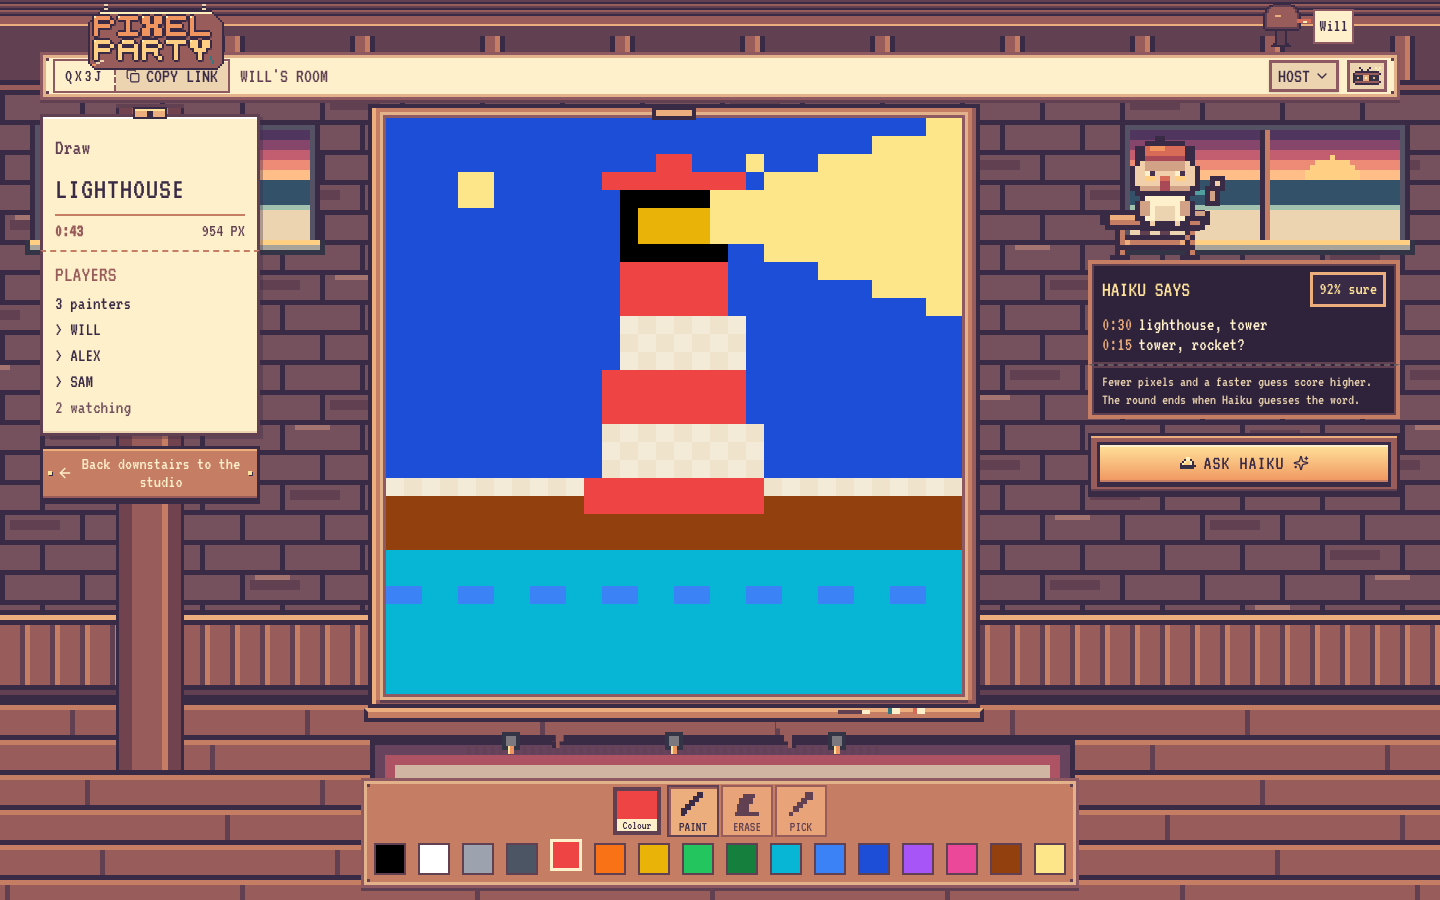 PIXEL
PARTY
Will
QX3J
COPY LINK
WILL'S ROOM
HOST
Draw
LIGHTHOUSE
0:43
954 PX
PLAYERS
3 painters
> WILL
> ALEX
> SAM
2 watching
Back downstairs to the
studio
HAIKU SAYS
92% sure
0:30 lighthouse, tower
0:15 tower, rocket?
Fewer pixels and a faster guess score higher.
The round ends when Haiku guesses the word.
ASK HAIKU
Colour
PAINT
ERASE
PICK